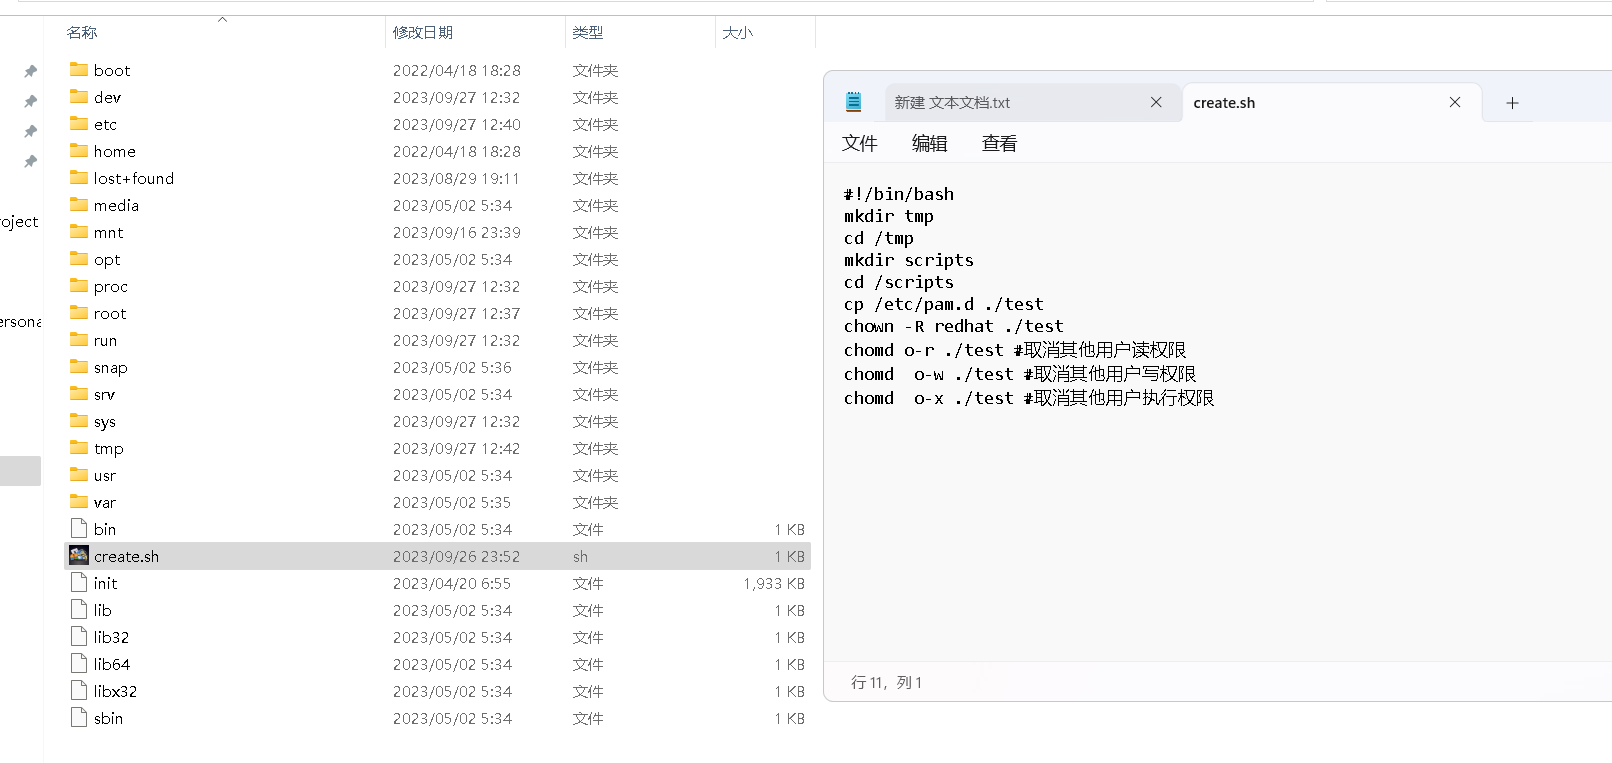 名称 修改日期 类型 大小
boot 2022/04/18 18:28 文件夹
dev 2023/09/27 12:32 文件夹
etc 2023/09/27 12:40 文件夹
home 2022/04/18 18:28 文件夹
lost+found 2023/08/29 19:11 文件夹
media 2023/05/02 5:34 文件夹
mnt 2023/09/16 23:39 文件夹
opt 2023/05/02 5:34 文件夹
proc 2023/09/27 12:32 文件夹
root 2023/09/27 12:37 文件夹
run 2023/09/27 12:32 文件夹
snap 2023/05/02 5:36 文件夹
srv 2023/05/02 5:34 文件夹
sys 2023/09/27 12:32 文件夹
tmp 2023/09/27 12:42 文件夹
usr 2023/05/02 5:34 文件夹
var 2023/05/02 5:35 文件夹
bin 2023/05/02 5:34 文件 1 KB
create.sh 2023/09/26 23:52 sh 1 KB
init 2023/04/20 6:55 文件 1,933 KB
lib 2023/05/02 5:34 文件 1 KB
lib32 2023/05/02 5:34 文件 1 KB
lib64 2023/05/02 5:34 文件 1 KB
libx32 2023/05/02 5:34 文件 1 KB
sbin 2023/05/02 5:34 文件 1 KB
新建 文本文档.txt create.sh
文件 编辑 查看
#!/bin/bash
mkdir tmp
cd /tmp
mkdir scripts
cd /scripts
cp /etc/pam.d ./test
chown -R redhat ./test
chomd o-r ./test #取消其他用户读权限
chomd  o-w ./test #取消其他用户写权限
chomd  o-x ./test #取消其他用户执行权限
行 11，列 1